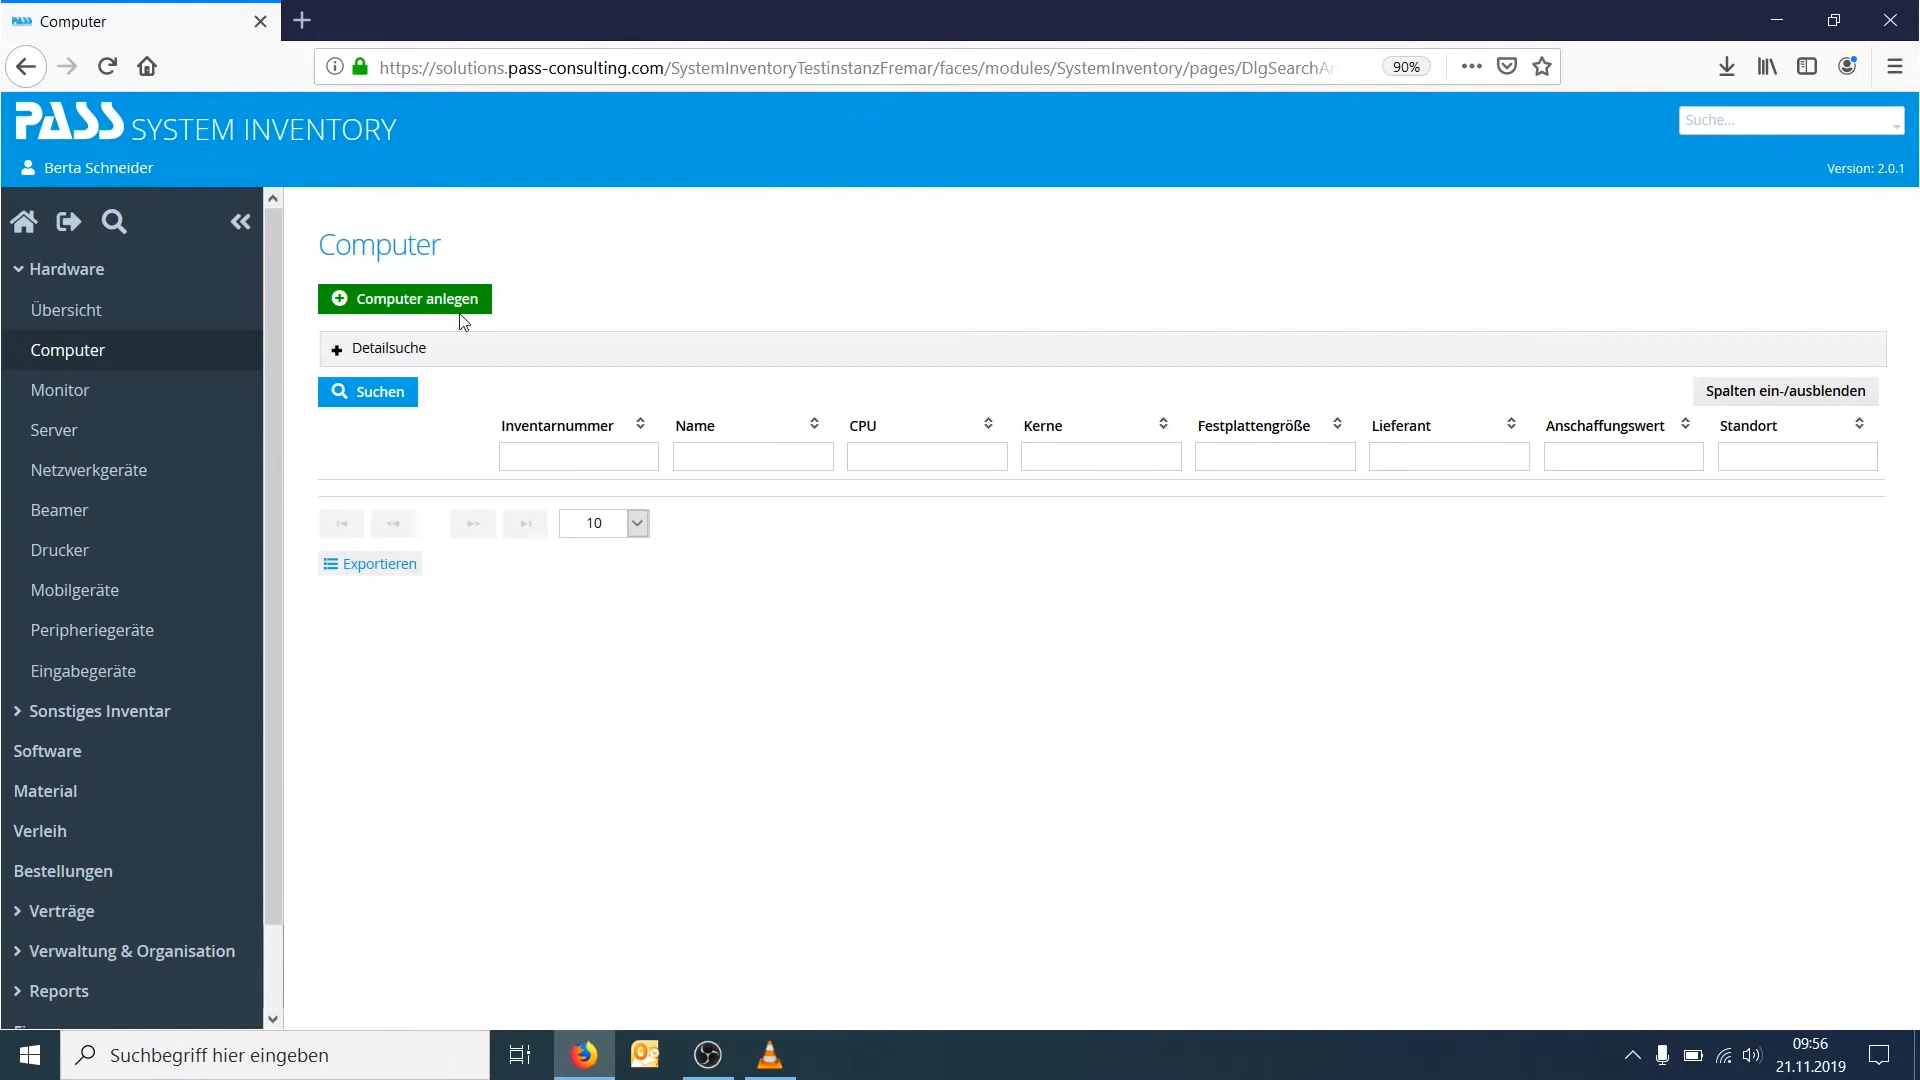 PASS Computer
https://solutions.pass-consulting.com/SystemInventoryTestinstanzFremar/faces/modules/SystemInventory/pages/DlgSearchAr
90%
PASS SYSTEM INVENTORY
Suche...
Berta Schneider
Version: 2.0.1
Hardware
Übersicht
Computer
Monitor
Server
Netzwerkgeräte
Beamer
Drucker
Mobilgeräte
Peripheriegeräte
Eingabegeräte
Sonstiges Inventar
Software
Material
Verleih
Bestellungen
Verträge
Verwaltung & Organisation
Reports
Computer
Computer anlegen
Detailsuche
Suchen
Spalten ein-/ausblenden
Inventarnummer Name CPU Kerne Festplattengröße Lieferant Anschaffungswert Standort
10
Exportieren
Suchbegriff hier eingeben
09:56
21.11.2019